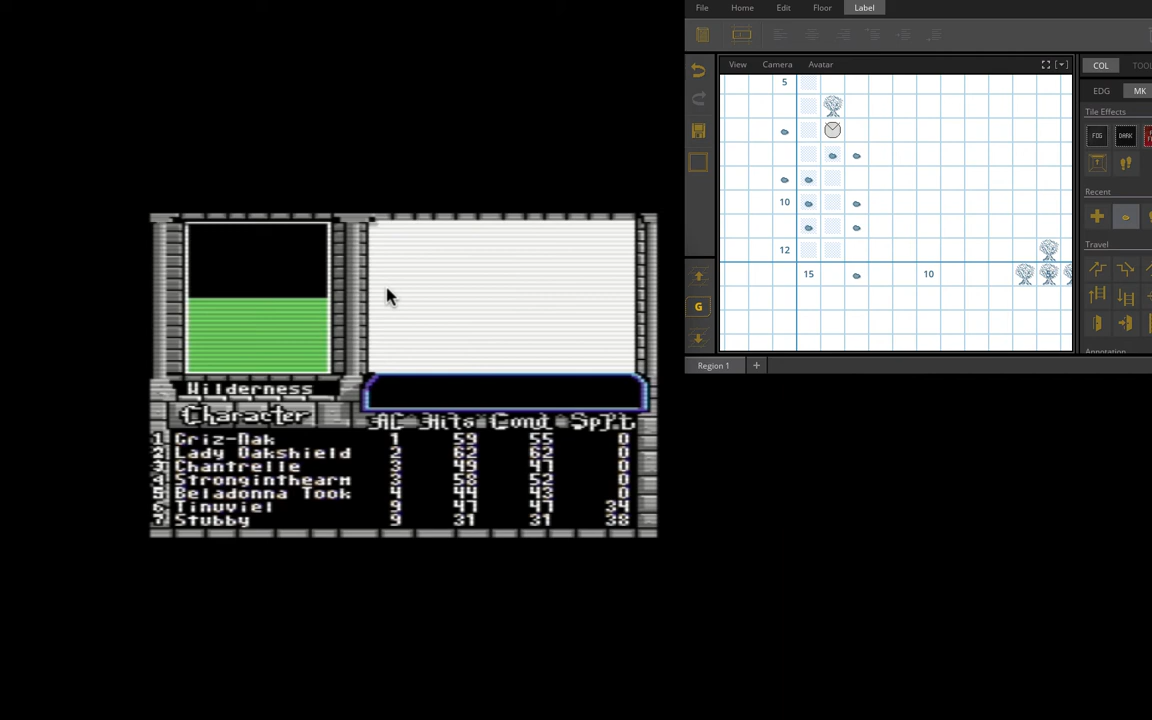 File Home Edit Floor Label
View Camera Avatar
COL TOOL
EDG MK
Tile Effects
FOG DARK
Recent
Travel
G
Region 1 +
5
10
12
15 10
Wilderness
Character AC Hits Cond SpPt
1 Griz-Nak 1 59 55 0
2 Lady Oakshield 2 62 62 0
3 Chantrelle 3 49 47 0
4 Stronginthearm 3 58 52 0
5 Beladonna Took 4 44 43 0
6 Tinuviel 9 47 47 34
7 Stubby 9 31 31 38